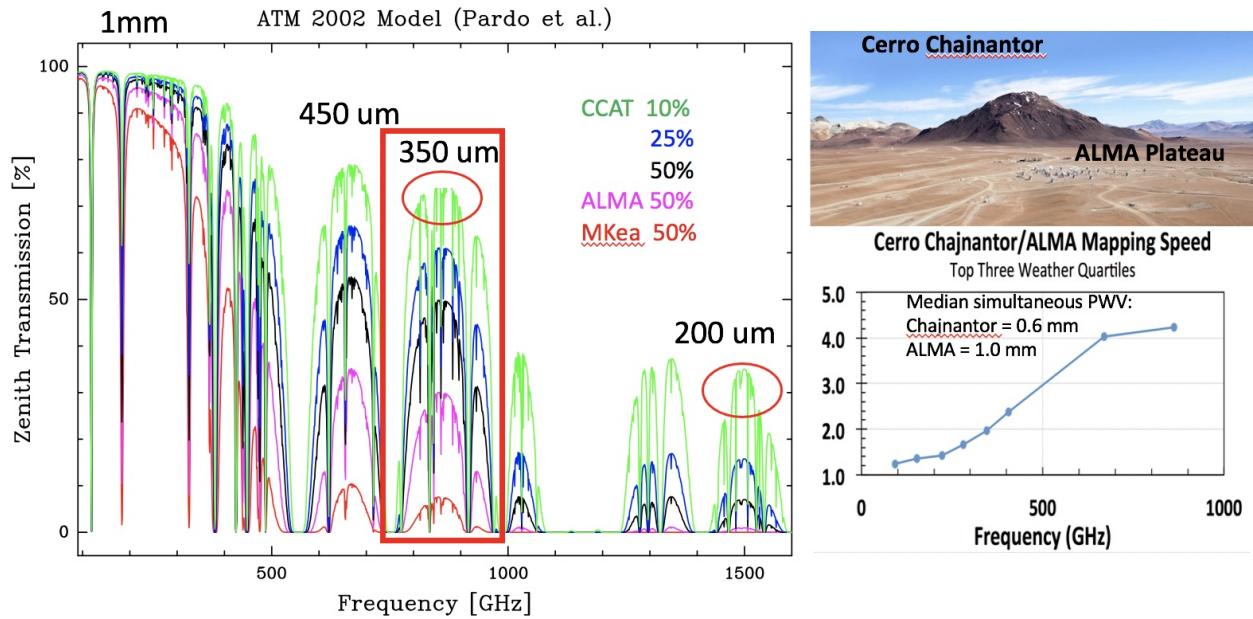 1mm
ATM 2002 Model (Pardo et al.)
100
50
0
Zenith Transmission [%]
450 um
350 um
200 um
CCAT 10%
25%
50%
ALMA 50%
MKea 50%
500
1000
1500
Frequency [GHz]
Cerro Chajnantor
ALMA Plateau
Cerro Chajnantor/ALMA Mapping Speed
Top Three Weather Quartiles
5.0
4.0
3.0
2.0
1.0
Median simultaneous PWV:
Chajnantor = 0.6 mm
ALMA = 1.0 mm
0
500
1000
Frequency (GHz)